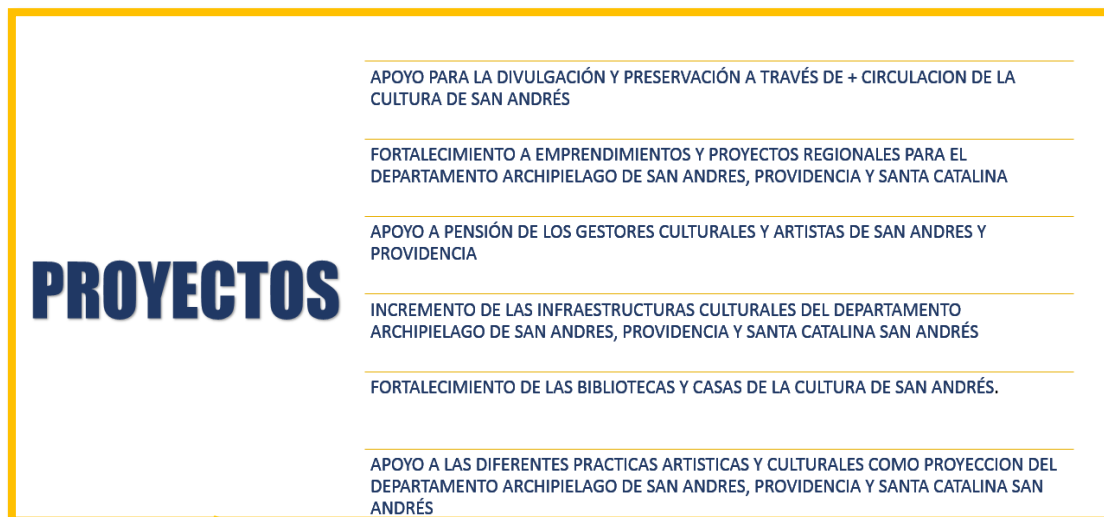 PROYECTOS
APOYO PARA LA DIVULGACIÓN Y PRESERVACIÓN A TRAVÉS DE + CIRCULACION DE LA
CULTURA DE SAN ANDRÉS
FORTALECIMIENTO A EMPRENDIMIENTOS Y PROYECTOS REGIONALES PARA EL
DEPARTAMENTO ARCHIPIELAGO DE SAN ANDRES, PROVIDENCIA Y SANTA CATALINA
APOYO A PENSIÓN DE LOS GESTORES CULTURALES Y ARTISTAS DE SAN ANDRES Y
PROVIDENCIA
INCREMENTO DE LAS INFRAESTRUCTURAS CULTURALES DEL DEPARTAMENTO
ARCHIPIELAGO DE SAN ANDRES, PROVIDENCIA Y SANTA CATALINA SAN ANDRÉS
FORTALECIMIENTO DE LAS BIBLIOTECAS Y CASAS DE LA CULTURA DE SAN ANDRÉS.
APOYO A LAS DIFERENTES PRACTICAS ARTISTICAS Y CULTURALES COMO PROYECCION DEL
DEPARTAMENTO ARCHIPIELAGO DE SAN ANDRES, PROVIDENCIA Y SANTA CATALINA SAN
ANDRÉS